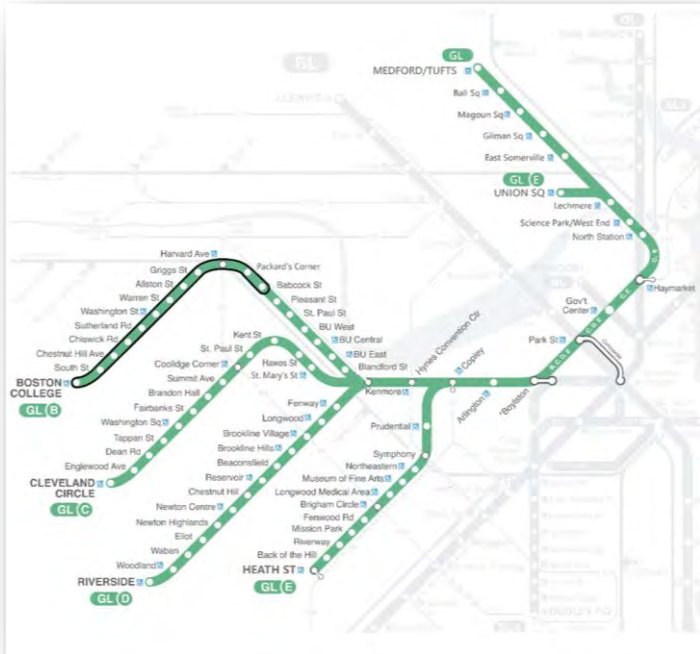 GL
MEDFORD/TUFTS
Ball Sq
Magoun Sq
Gilman Sq
East Somerville
GL E
UNION SQ
Lechmere
Science Park/West End
North Station
Haymarket
Gov't
Center
Park St
*Boylston
Arlington
Copley
Hynes Convention Ctr
Kenmore
Harvard Ave
Griggs St
Allston St
Warren St
Washington St
Sutherland Rd
Chiswick Rd
Chestnut Hill Ave
South St
BOSTON
COLLEGE
GL B
Packard's Corner
Babcock St
Pleasant St
St. Paul St
BU West
BU Central
BU East
Blandford St
Kent St
St. Paul St
Coolidge Corner
Summit Ave
Brandon Hall
Fairbanks St
Washington Sq
Tappan St
Dean Rd
Englewood Ave
CLEVELAND
CIRCLE
GL C
Hawes St
St. Mary's St
Fenway
Longwood
Brookline Village
Brookline Hills
Beaconsfield
Reservoir
Chestnut Hill
Newton Centre
Newton Highlands
Eliot
Waban
Woodland
RIVERSIDE
GL D
Prudential
Symphony
Northeastern
Museum of Fine Arts
Longwood Medical Area
Brigham Circle
Fenwood Rd
Mission Park
Riverway
Back of the Hill
HEATH ST
GL E